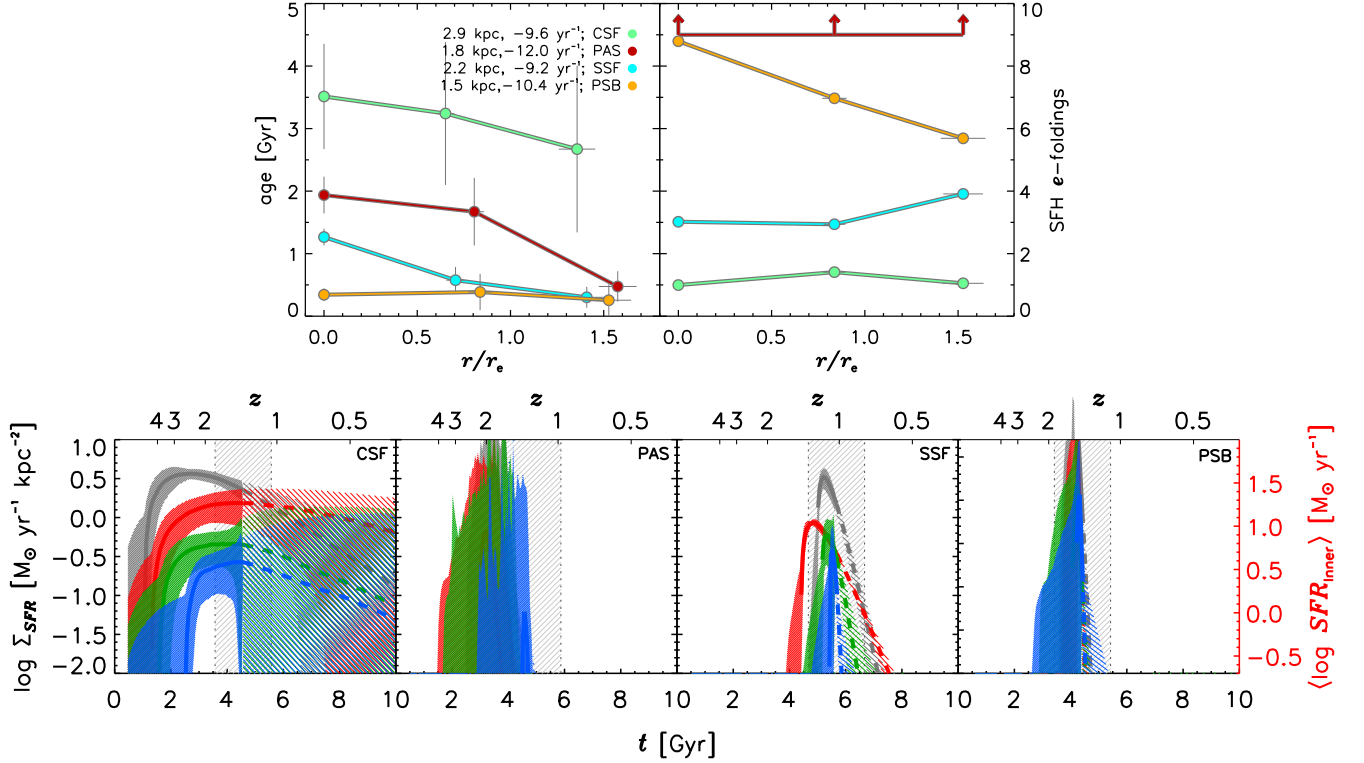 5
4
3
2
1
0
age [Gyr]
2.9 kpc, −9.6 yr⁻¹; CSF
1.8 kpc,−12.0 yr⁻¹; PAS
2.2 kpc, −9.2 yr⁻¹; SSF
1.5 kpc,−10.4 yr⁻¹; PSB
0.0 0.5 1.0 1.5
r/rₑ
10
8
6
4
2
0
SFH e−foldings
0.0 0.5 1.0 1.5
r/rₑ
z z z z
4 3 2 1 0.5 4 3 2 1 0.5 4 3 2 1 0.5 4 3 2 1 0.5
CSF PAS SSF PSB
1.0
0.5
0.0
−0.5
−1.0
−1.5
−2.0
log Σ_SFR [M⊙ yr⁻¹ kpc⁻²]
1.5
1.0
0.5
0.0
−0.5
⟨log SFR_Inner⟩ [M⊙ yr⁻¹]
0 2 4 6 8 10 2 4 6 8 10 2 4 6 8 10 2 4 6 8 10
t [Gyr]